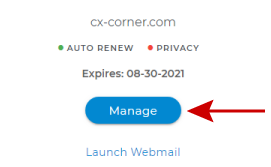 cx-corner.com
AUTO RENEW PRIVACY
Expires: 08-30-2021
Manage
Launch Webmail